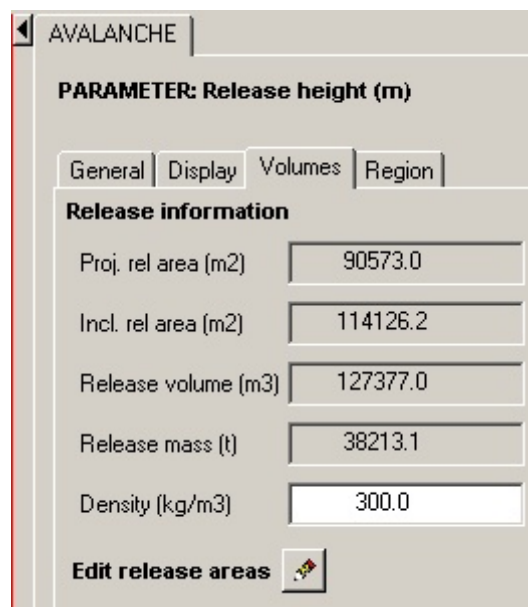 AVALANCHE
PARAMETER: Release height (m)
General Display Volumes Region
Release information
Proj. rel area (m2) 90573.0
Incl. rel area (m2) 114126.2
Release volume (m3) 127377.0
Release mass (t) 38213.1
Density (kg/m3) 300.0
Edit release areas